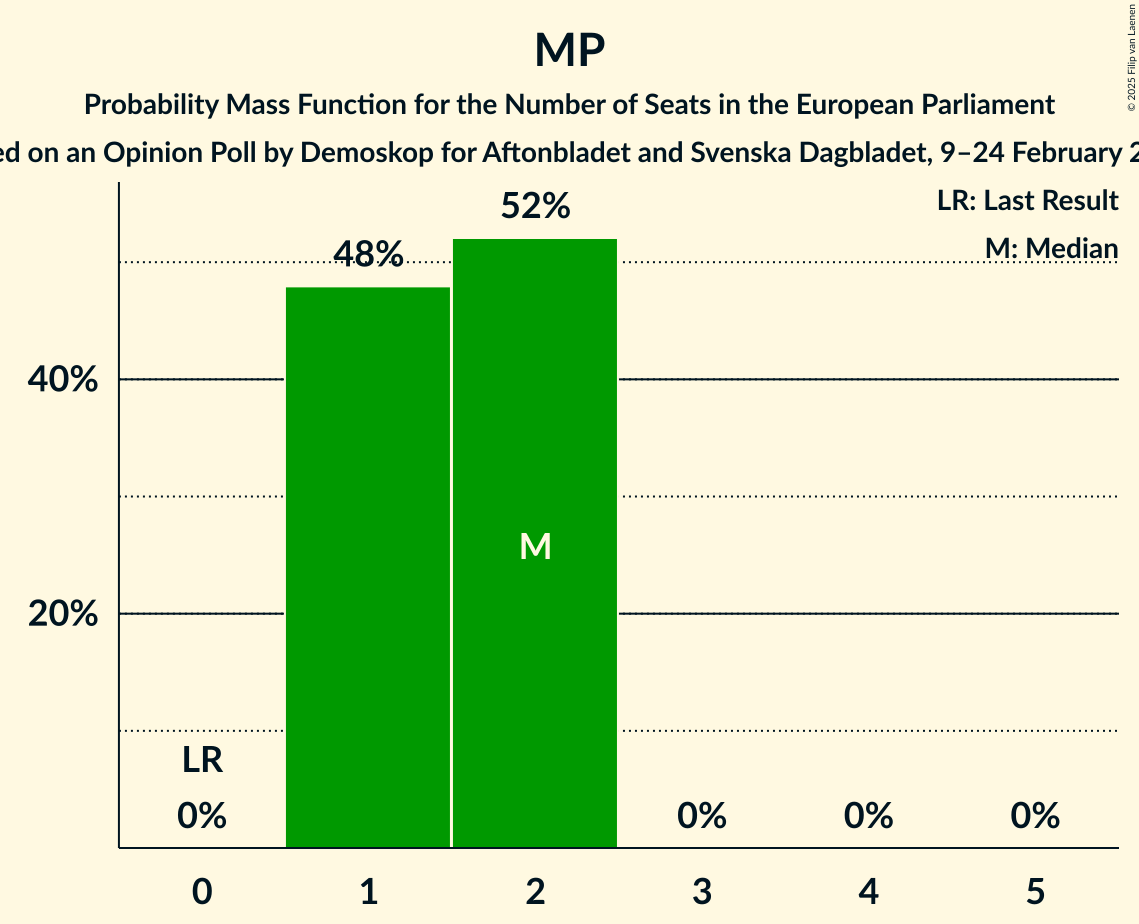 MP
Probability Mass Function for the Number of Seats in the European Parliament
on an Opinion Poll by Demoskop for Aftonbladet and Svenska Dagbladet, 9–24 February
© 2025 Filip van Laenen
LR: Last Result
M: Median
52%
48%
40%
M
20%
LR
0%
0%
0%
0%
0 1 2 3 4 5